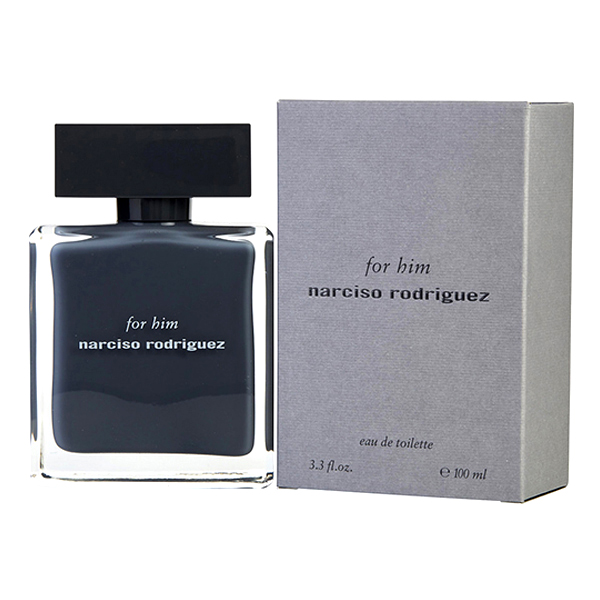 for him
narciso rodriguez
for him
narciso rodriguez
eau de toilette
3.3 fl.oz. ℮ 100 ml